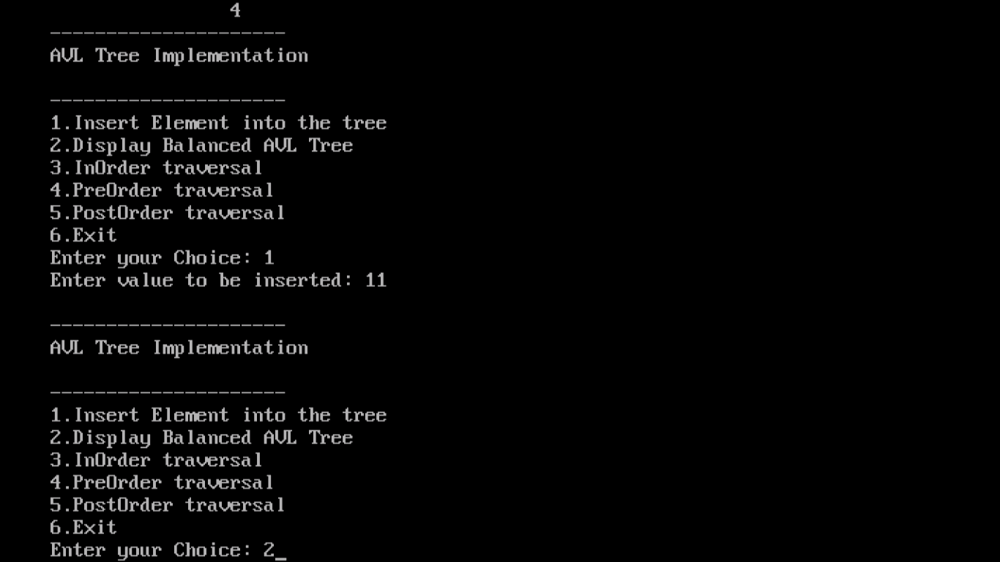 4
---------------------
AVL Tree Implementation
---------------------
1.Insert Element into the tree
2.Display Balanced AVL Tree
3.InOrder traversal
4.PreOrder traversal
5.PostOrder traversal
6.Exit
Enter your Choice: 1
Enter value to be inserted: 11
---------------------
AVL Tree Implementation
---------------------
1.Insert Element into the tree
2.Display Balanced AVL Tree
3.InOrder traversal
4.PreOrder traversal
5.PostOrder traversal
6.Exit
Enter your Choice: 2_